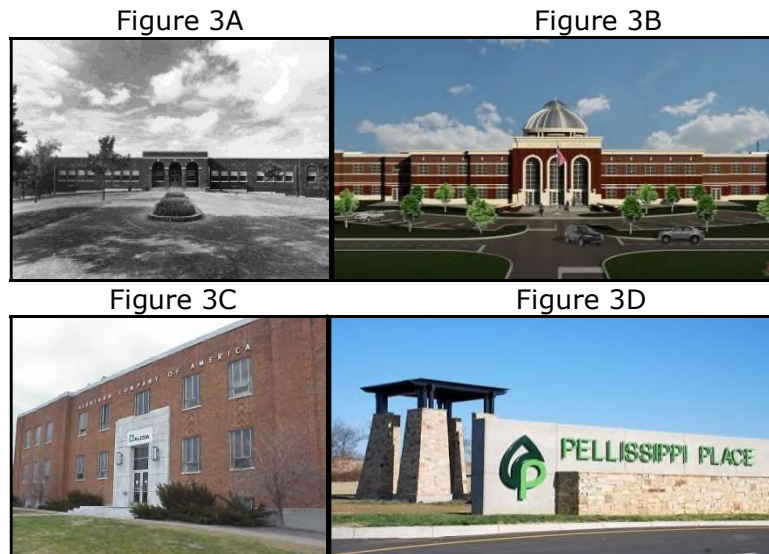 Figure 3A
Figure 3B
Figure 3C
Figure 3D
ALUMINUM COMPANY OF AMERICA
ALCOA
PELLISSIPPI PLACE